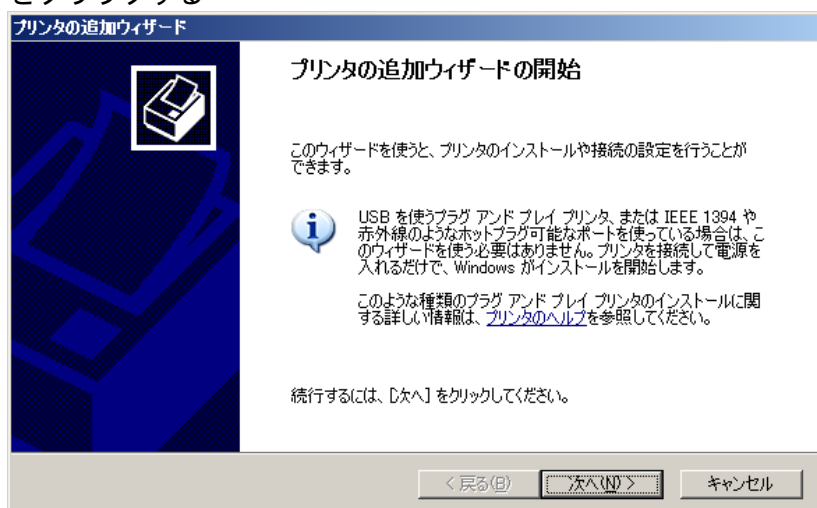 をクリックする
プリンタの追加ウィザード
プリンタの追加ウィザードの開始
このウィザードを使うと、プリンタのインストールや接続の設定を行うことが
できます。
USB を使うプラグ アンド プレイ プリンタ、または IEEE 1394 や
赤外線のようなホットプラグ可能なポートを使っている場合は、こ
のウィザードを使う必要はありません。プリンタを接続して電源を
入れるだけで、Windows がインストールを開始します。
このような種類のプラグ アンド プレイ プリンタのインストールに関
する詳しい情報は、プリンタのヘルプを参照してください。
続行するには、[次へ] をクリックしてください。
< 戻る(B) 次へ(N) > キャンセル